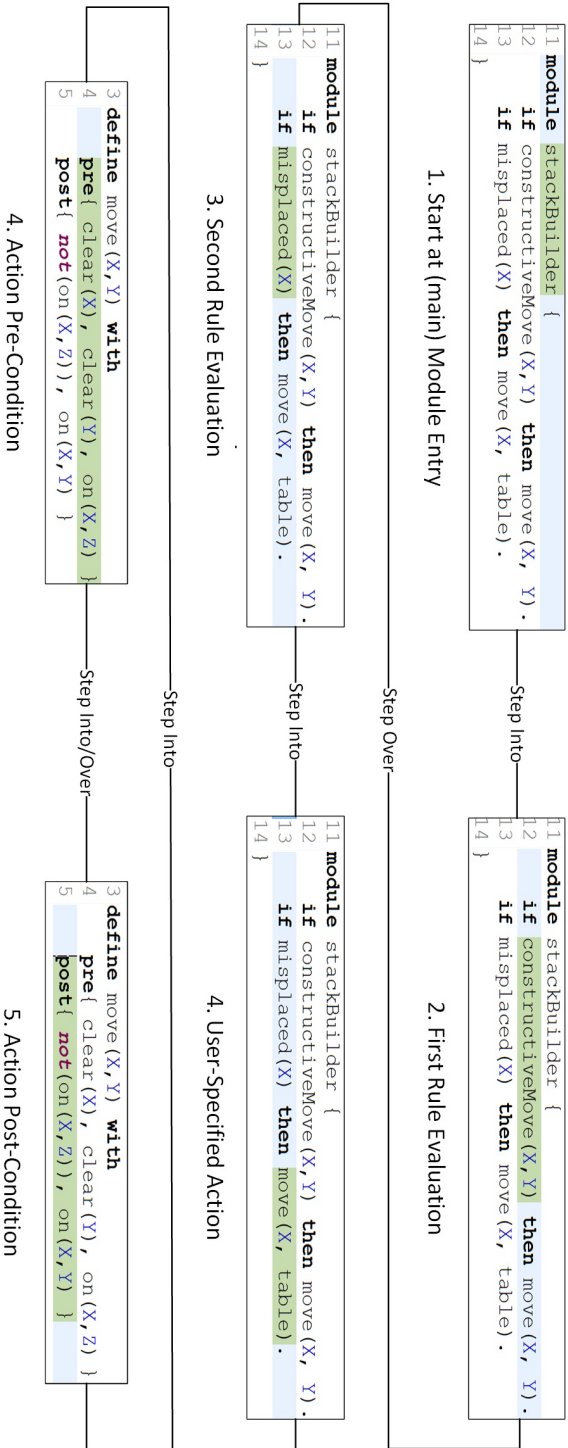 11 module stackBuilder {
12 if constructiveMove(X,Y) then move(X, Y).
13 if misplaced(X) then move(X, table).
14 }
1. Start at (main) Module Entry
Step Into
11 module stackBuilder {
12 if constructiveMove(X,Y) then move(X, Y).
13 if misplaced(X) then move(X, table).
14 }
2. First Rule Evaluation
Step Over
11 module stackBuilder {
12 if constructiveMove(X,Y) then move(X, Y).
13 if misplaced(X) then move(X, table).
14 }
3. Second Rule Evaluation
Step Into
11 module stackBuilder {
12 if constructiveMove(X,Y) then move(X, Y).
13 if misplaced(X) then move(X, table).
14 }
4. User-Specified Action
Step Into
3 define move(X,Y) with
4 pre{ clear(X), clear(Y), on(X,Z) }
5 post{ not(on(X,Z)), on(X,Y) }
4. Action Pre-Condition
Step Into/Over
3 define move(X,Y) with
4 pre{ clear(X), clear(Y), on(X,Z) }
5 post{ not(on(X,Z)), on(X,Y) }
5. Action Post-Condition